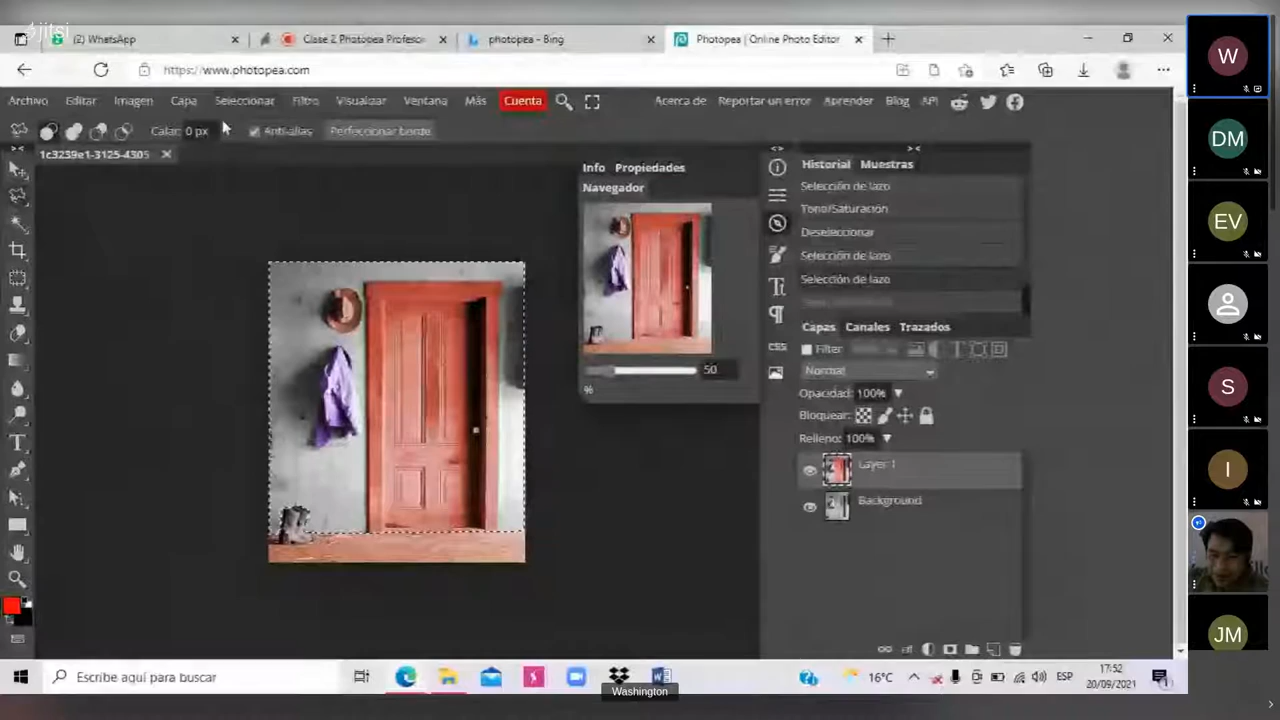 jitsi
(2) WhatsApp
Clase 2 Photopea Profesor
photopea - Bing
Photopea | Online Photo Editor
https://www.photopea.com
Archivo Editar Imagen Capa Seleccionar Filtro Visualizar Ventana Más Cuenta Acerca de Reportar un error Aprender Blog API
Calar: 0 px Anti-alias Perfeccionar borde
1c3239e1-3125-4305
Info Propiedades
Navegador
50
%
Historial Muestras
Selección de lazo
Tono/Saturación
Deseleccionar
Selección de lazo
Selección de lazo
Capas Canales Trazados
Filter
Normal
Opacidad: 100%
Bloquear:
Relleno: 100%
Layer 1
Background
CSS
W
DM
EV
S
I
JM
Escribe aquí para buscar
16°C
ESP
17:52
20/09/2021
Washington